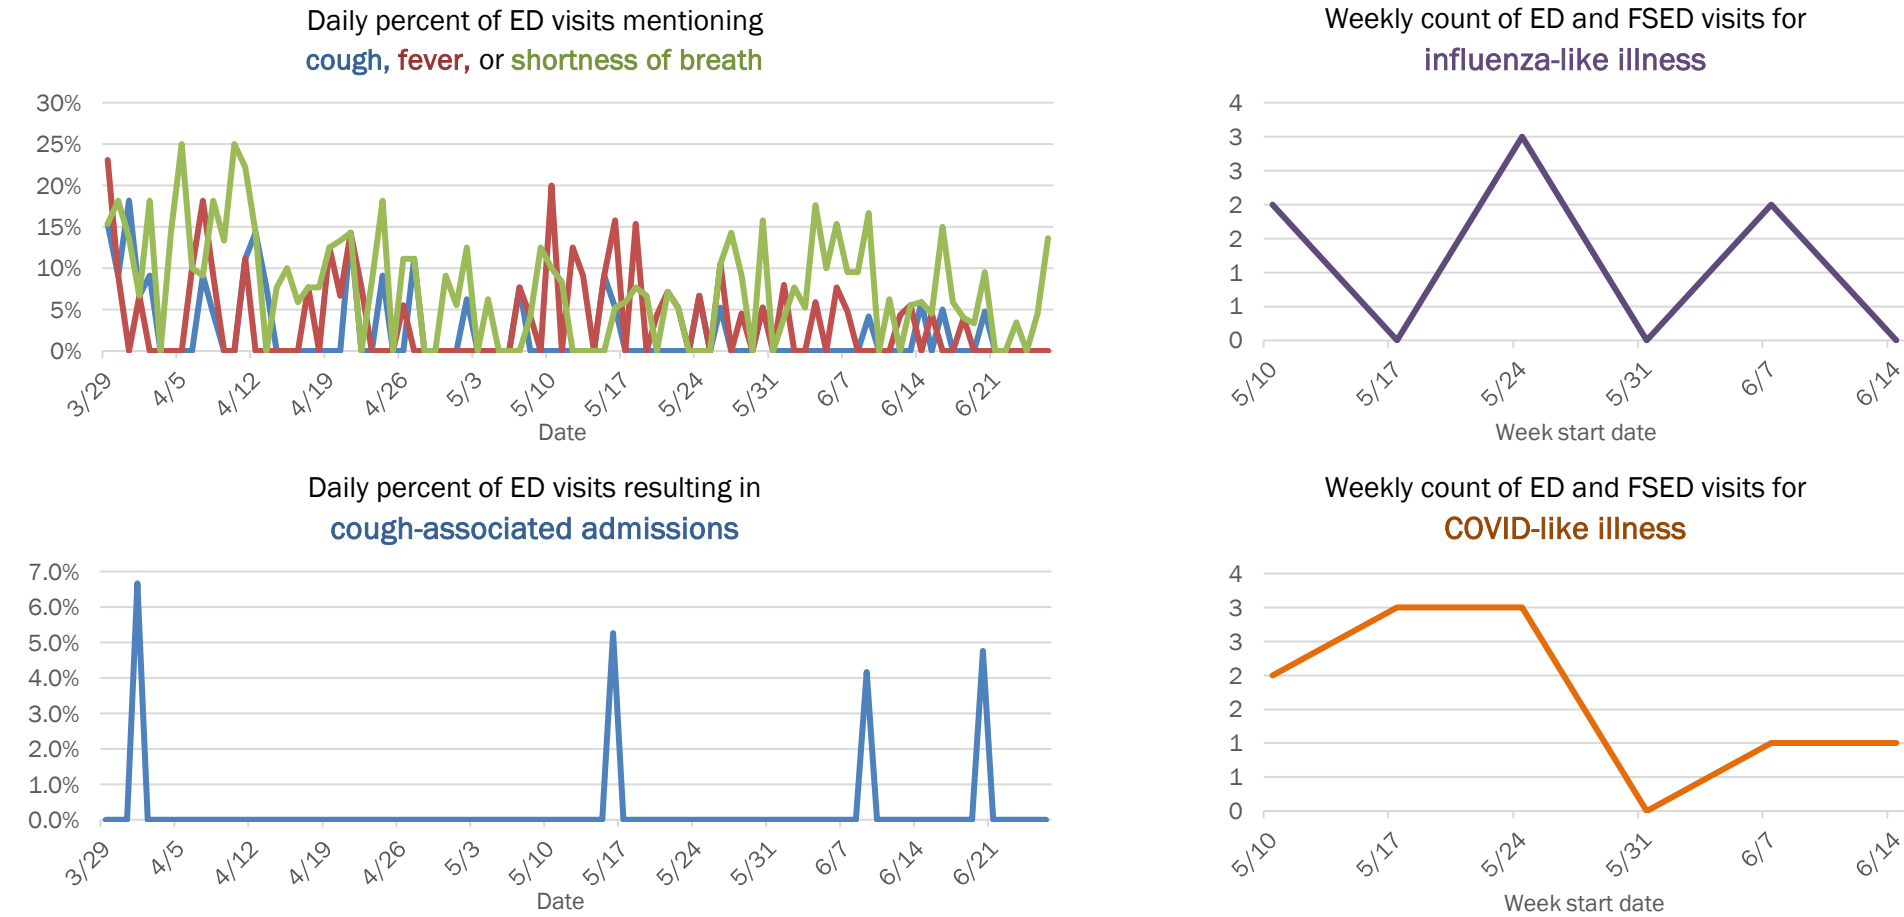 Daily percent of ED visits mentioning
cough, fever, or shortness of breath
30%
25%
20%
15%
10%
5%
0%
3/29 4/5 4/12 4/19 4/26 5/3 5/10 5/17 5/24 5/31 6/7 6/14 6/21
Date
Weekly count of ED and FSED visits for
influenza-like illness
4
3
3
2
2
1
1
0
5/10 5/17 5/24 5/31 6/7 6/14
Week start date
Daily percent of ED visits resulting in
cough-associated admissions
7.0%
6.0%
5.0%
4.0%
3.0%
2.0%
1.0%
0.0%
3/29 4/5 4/12 4/19 4/26 5/3 5/10 5/17 5/24 5/31 6/7 6/14 6/21
Date
Weekly count of ED and FSED visits for
COVID-like illness
4
3
3
2
2
1
1
0
5/10 5/17 5/24 5/31 6/7 6/14
Week start date